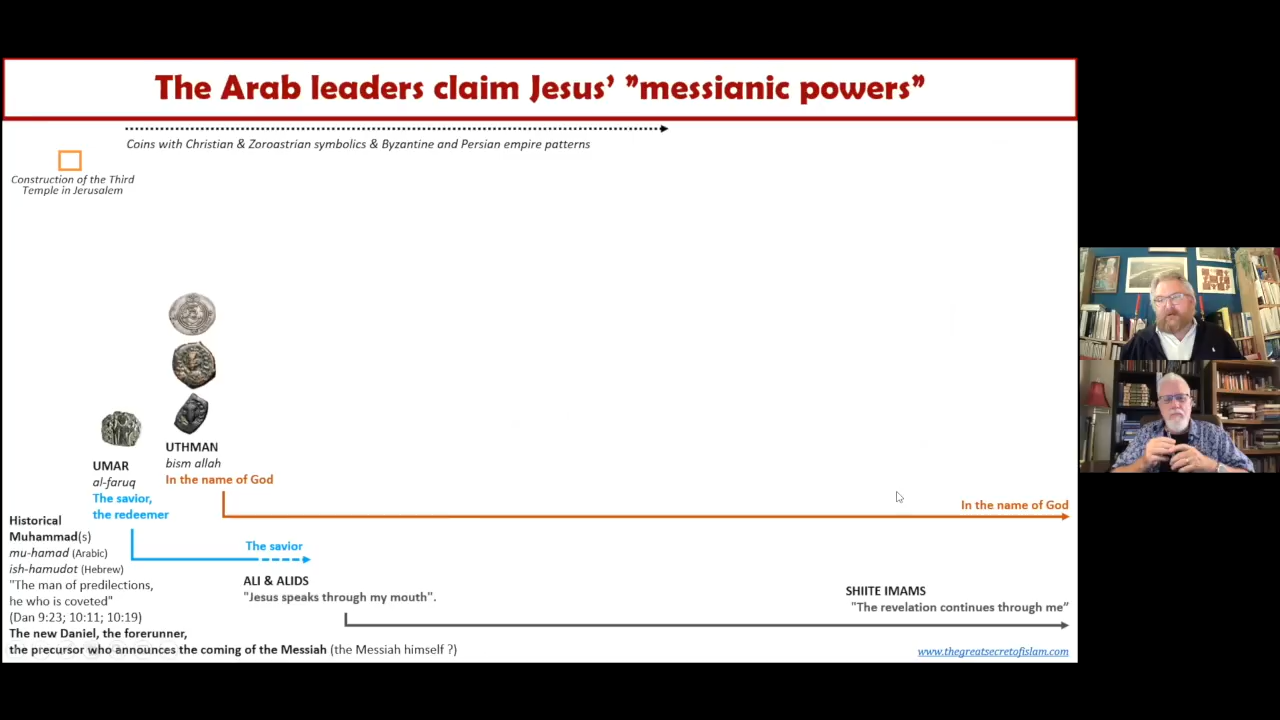 The Arab leaders claim Jesus’ ”messianic powers”
Coins with Christian & Zoroastrian symbolics & Byzantine and Persian empire patterns
Construction of the Third
Temple in Jerusalem
UTHMAN
bism allah
In the name of God
UMAR
al-faruq
The savior,
the redeemer
In the name of God
Historical
Muhammad(s)
mu-hamad (Arabic)
ish-hamudot (Hebrew)
"The man of predilections,
he who is coveted"
(Dan 9:23; 10:11; 10:19)
The new Daniel, the forerunner,
the precursor who announces the coming of the Messiah (the Messiah himself ?)
The savior
ALI & ALIDS
"Jesus speaks through my mouth".
SHIITE IMAMS
"The revelation continues through me”
www.thegreatsecretofislam.com